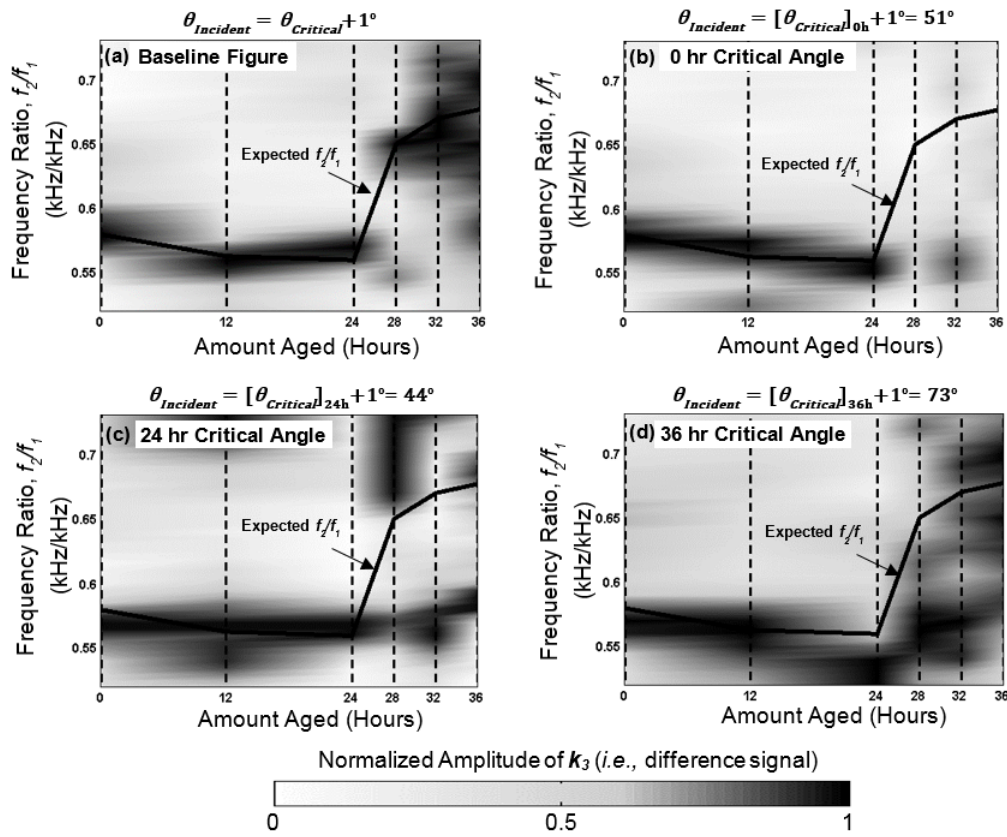 θIncident = θCritical+1°
(a) Baseline Figure
Frequency Ratio, f2/f1
(kHz/kHz)
0.7
0.65
0.6
0.55
Expected f2/f1
0 12 24 28 32 36
Amount Aged (Hours)
θIncident = [θCritical]0h+1°= 51°
(b) 0 hr Critical Angle
Frequency Ratio, f2/f1
(kHz/kHz)
0.7
0.65
0.6
0.55
Expected f2/f1
0 12 24 28 32 36
Amount Aged (Hours)
θIncident = [θCritical]24h+1°= 44°
(c) 24 hr Critical Angle
Frequency Ratio, f2/f1
(kHz/kHz)
0.7
0.65
0.6
0.55
Expected f2/f1
0 12 24 28 32 36
Amount Aged (Hours)
θIncident = [θCritical]36h+1°= 73°
(d) 36 hr Critical Angle
Frequency Ratio, f2/f1
(kHz/kHz)
0.7
0.65
0.6
0.55
Expected f2/f1
0 12 24 28 32 36
Amount Aged (Hours)
Normalized Amplitude of k3 (i.e., difference signal)
0 0.5 1